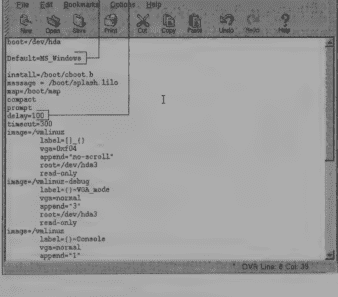 File Edit Bookmarks Options Help
New Open Save Print Cut Copy Paste Undo Redo Help
boot=/dev/hda
Default=MS_Windows
install=/boot/cboot.b
message = /boot/splash.lilo
map=/boot/map
compact
prompt
delay=100
timeout=300
image=/vmlinuz
label=[]_()
vga=0xf04
append="no-scroll"
root=/dev/hda3
read-only
image=/vmlinuz-debug
label=()-VGA_mode
vga=normal
append="3"
root=/dev/hda3
read-only
image=/vmlinuz
label=()-Console
vga=normal
append="1"
* OVR Line: 6 Col: 35